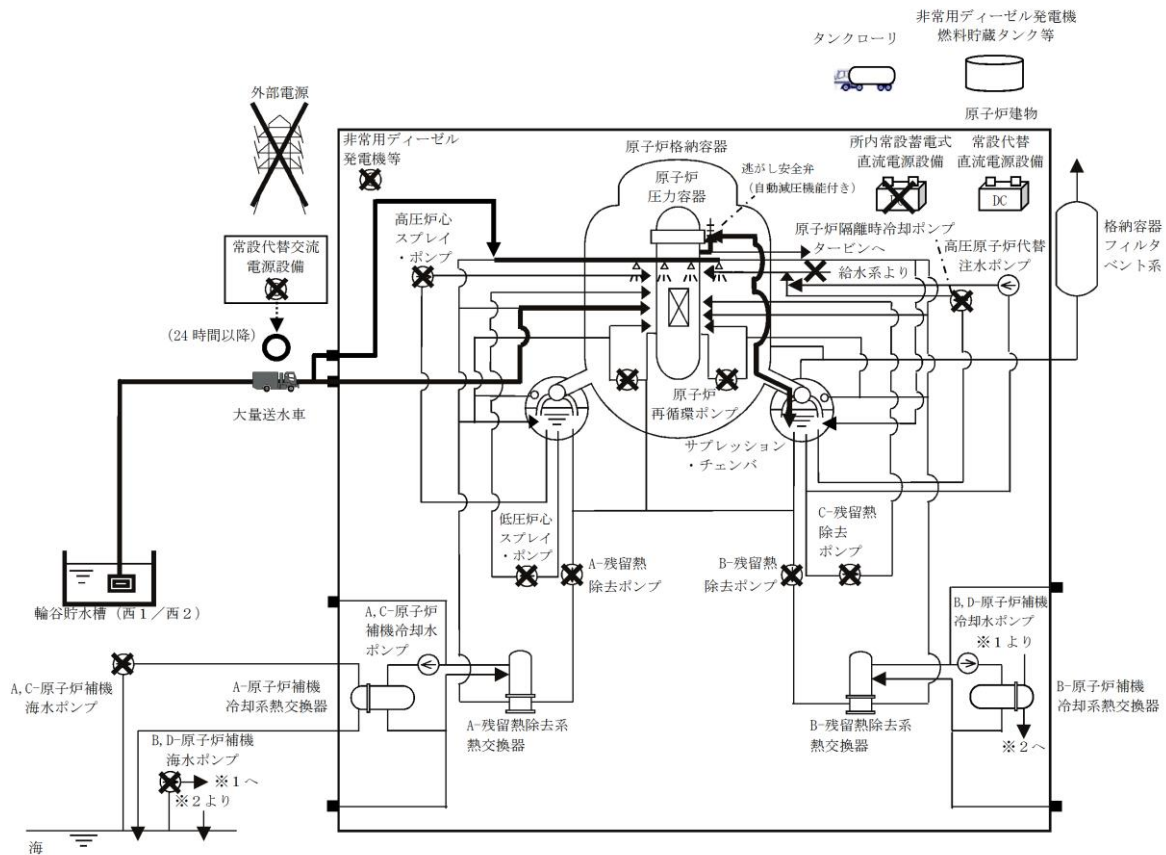 非常用ディーゼル発電機
燃料貯蔵タンク等
タンクローリ
外部電源
原子炉建物
非常用ディーゼル
発電機等
原子炉格納容器
所内常設蓄電式
直流電源設備
常設代替
直流電源設備
DC
DC
原子炉
圧力容器
逃がし安全弁
(自動減圧機能付き)
高圧炉心
スプレイ
・ポンプ
原子炉隔離時冷却ポンプ
タービンへ
高圧原子炉代替
注水ポンプ
格納容器
フィルタ
ベント系
常設代替交流
電源設備
給水系より
(24時間以降)
大量送水車
原子炉
再循環ポンプ
サプレッション
・チェンバ
低圧炉心
スプレイ
・ポンプ
A-残留熱
除去ポンプ
B-残留熱
除去ポンプ
C-残留熱
除去
ポンプ
輪谷貯水槽(西1/西2)
A,C-原子炉
補機冷却水
ポンプ
B,D-原子炉補機
冷却水ポンプ
※1より
A,C-原子炉補機
海水ポンプ
A-原子炉補機
冷却系熱交換器
B-原子炉補機
冷却系熱交換器
A-残留熱除去系
熱交換器
B-残留熱除去系
熱交換器
※2へ
B,D-原子炉補機
海水ポンプ
※1へ
※2より
海